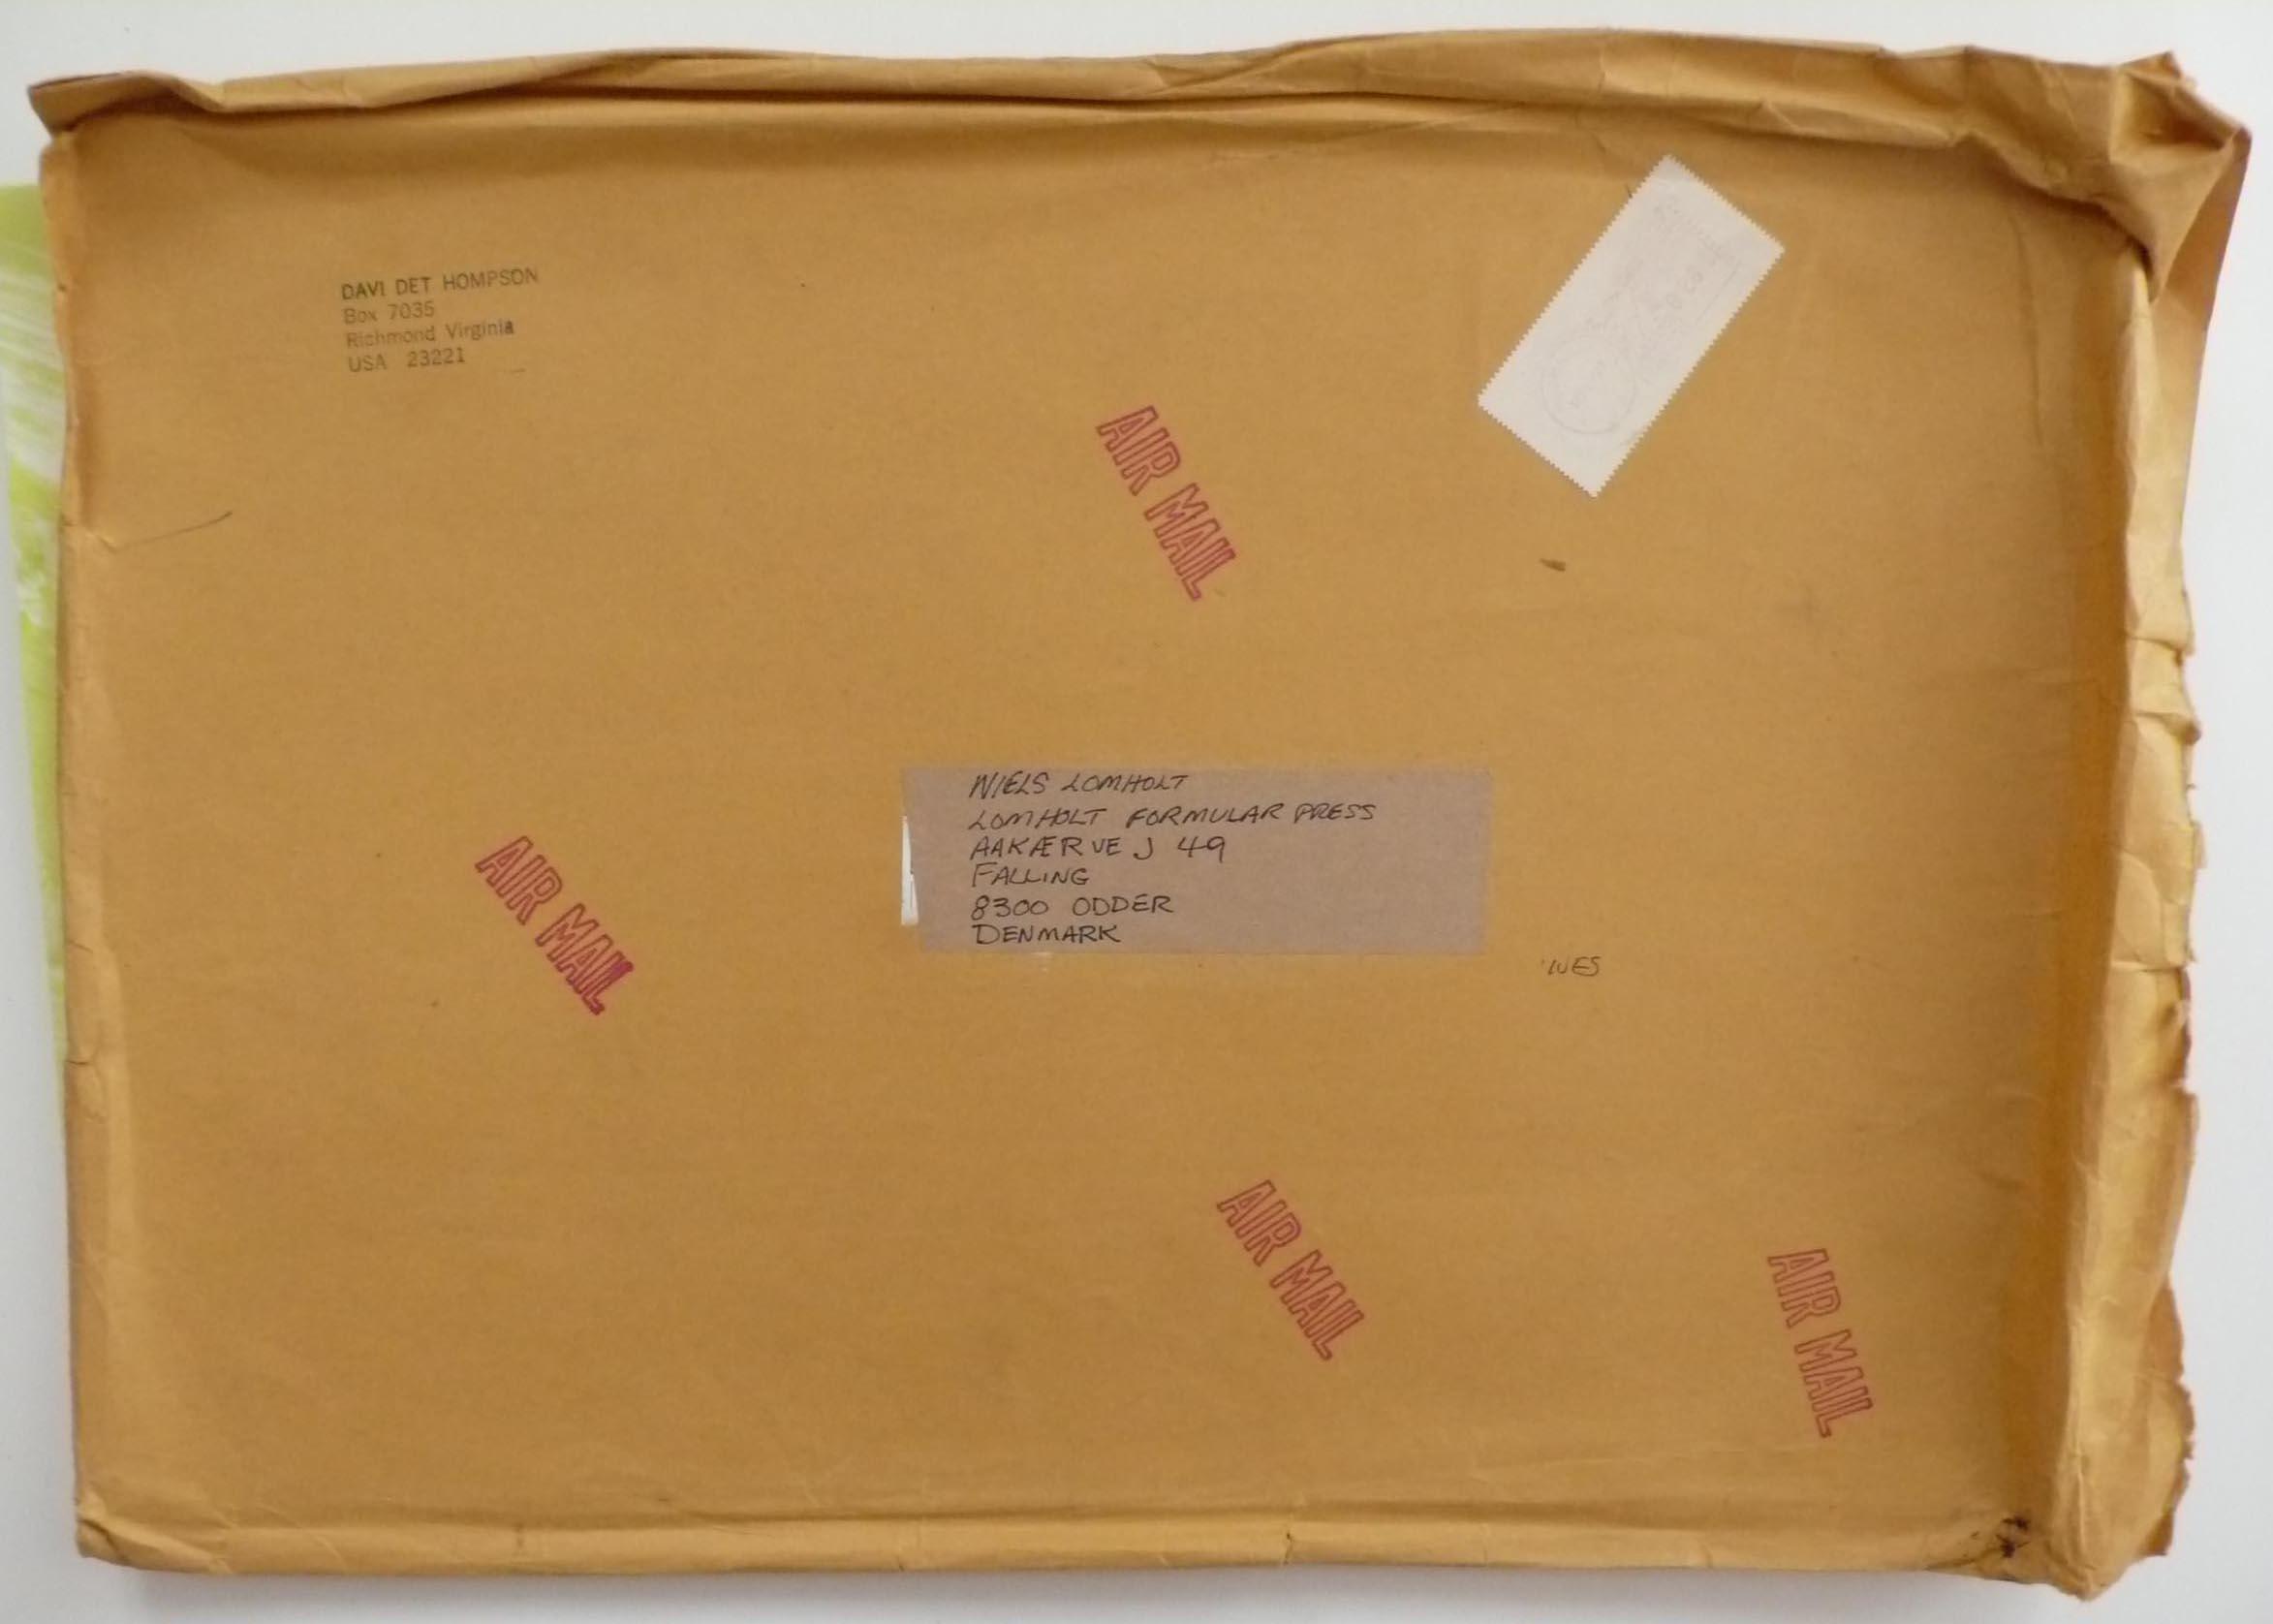 DAVI DET HOMPSON
Box 7035
Richmond Virginia
USA 23221
AIR MAIL
NIELS LOMHOLT
LOMHOLT FORMULAR PRESS
AAKÆRVEJ 49
FALLING
8300 ODDER
DENMARK
AIR MAIL
AIR MAIL
AIR MAIL